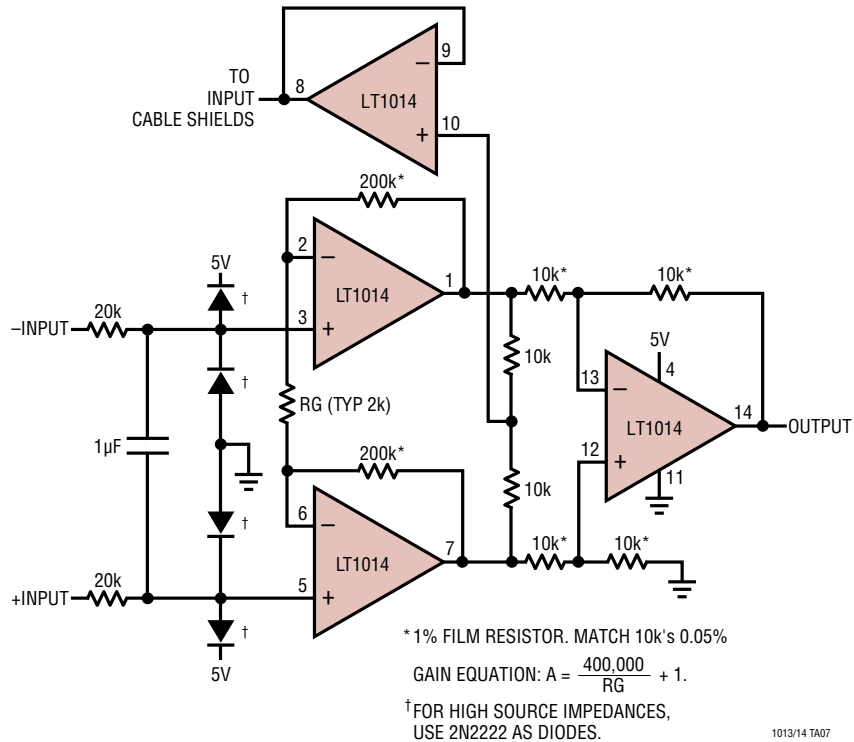 TO
INPUT
CABLE SHIELDS
8
9
LT1014
10
200k*
5V
†
2
1
LT1014
3
–INPUT
20k
†
10k*
10k*
10k
RG (TYP 2k)
5V
4
13
LT1014
14
OUTPUT
12
11
1µF
200k*
10k
†
6
7
LT1014
5
10k*
10k*
+INPUT
20k
†
5V
*1% FILM RESISTOR. MATCH 10k's 0.05%
GAIN EQUATION: A = 400,000
RG
+ 1.
†FOR HIGH SOURCE IMPEDANCES,
USE 2N2222 AS DIODES.
1013/14 TA07